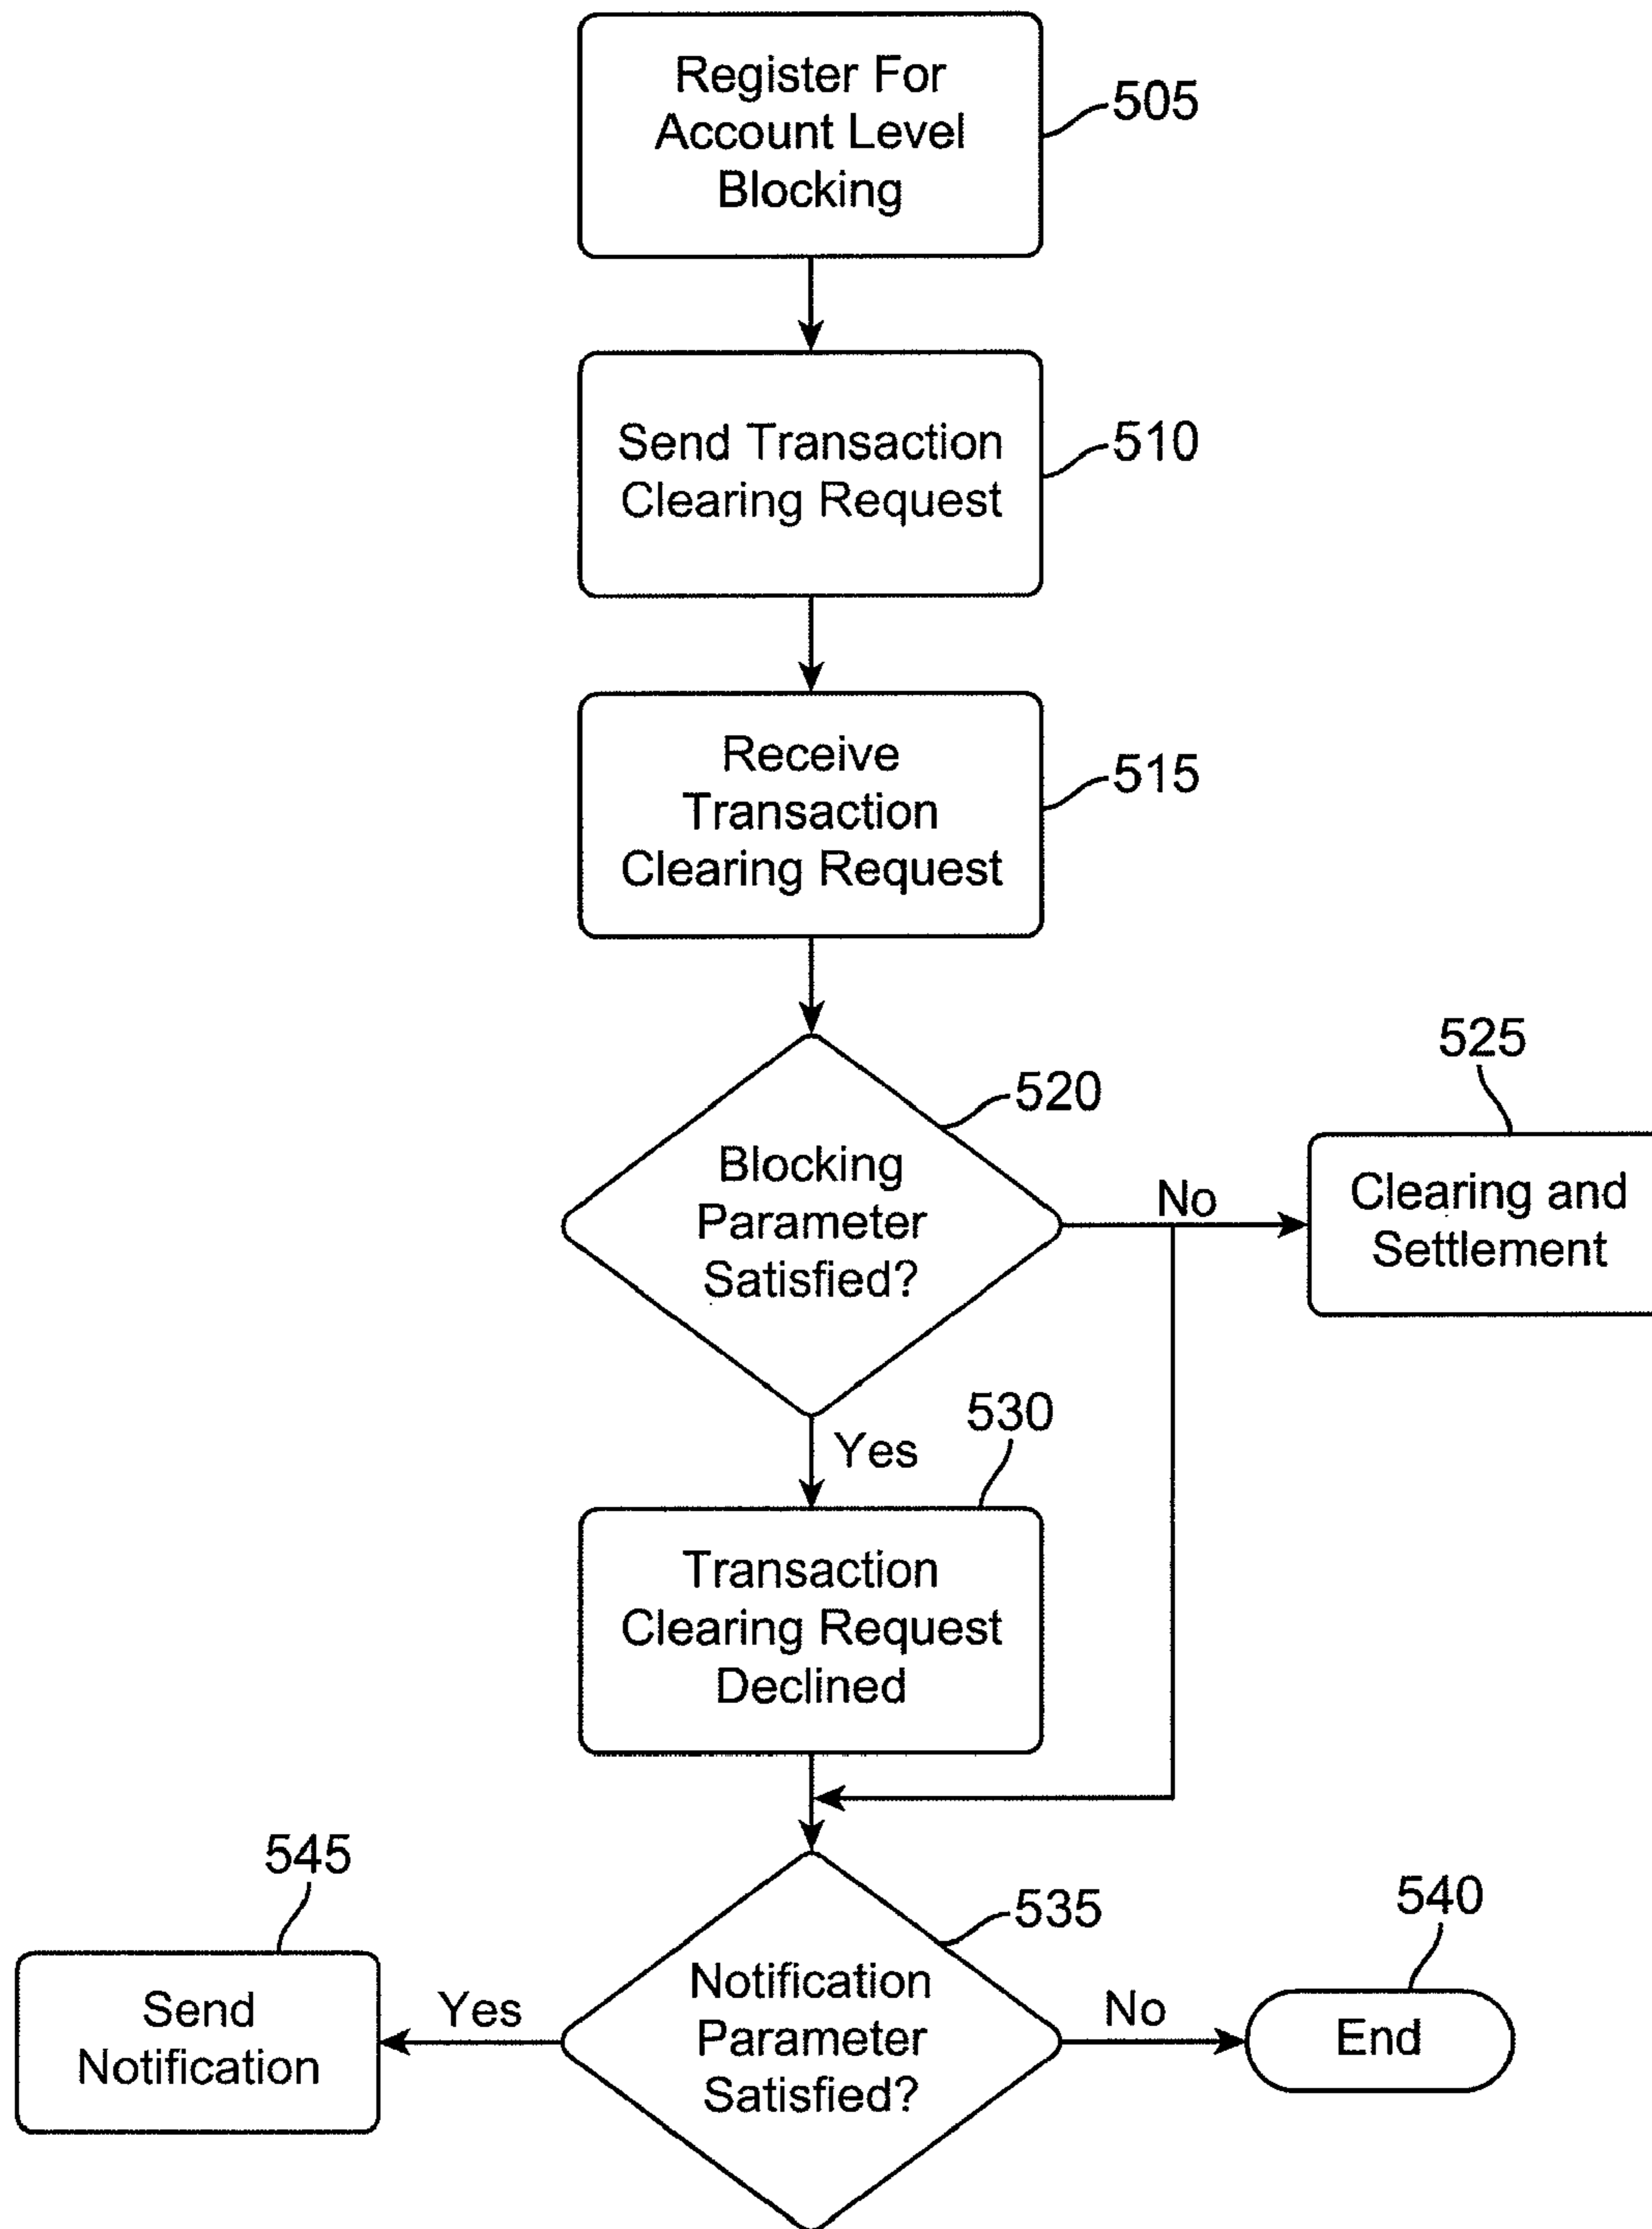 Register For
Account Level
Blocking
505
Send Transaction
Clearing Request
510
Receive
Transaction
Clearing Request
515
Blocking
Parameter
Satisfied?
520
No
525
Clearing and
Settlement
Yes
530
Transaction
Clearing Request
Declined
Notification
Parameter
Satisfied?
535
No
540
End
Yes
545
Send
Notification